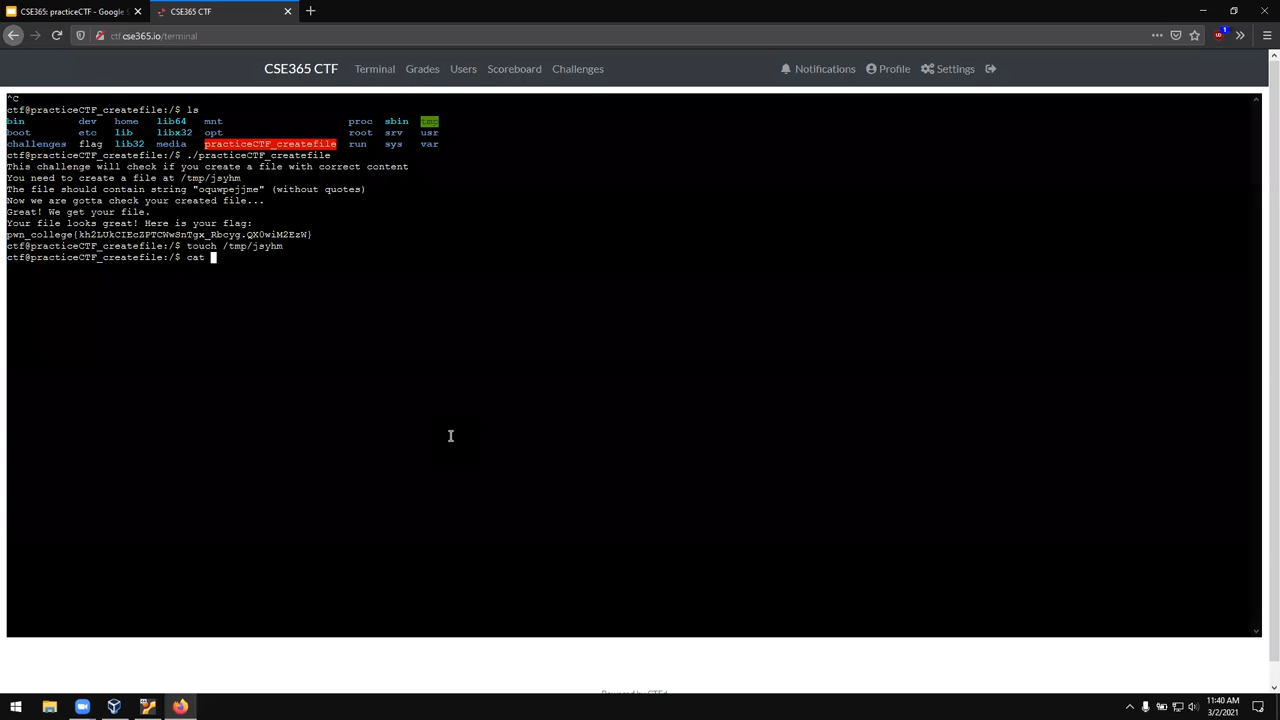 CSE365: practiceCTF - Google
CSE365 CTF
ctf.cse365.io/terminal
CSE365 CTF Terminal Grades Users Scoreboard Challenges Notifications Profile Settings
^C
ctf@practiceCTF_createfile:/$ ls
bin dev home lib64 mnt proc sbin tmp
boot etc lib libx32 opt root srv usr
challenges flag lib32 media practiceCTF_createfile run sys var
ctf@practiceCTF_createfile:/$ ./practiceCTF_createfile
This challenge will check if you create a file with correct content
You need to create a file at /tmp/jsyhm
The file should contain string "oquwpejjme" (without quotes)
Now we are gotta check your created file...
Great! We get your file.
Your file looks great! Here is your flag:
pwn_college{kh2LUkCIEcZPTCWwSnTgx_Rbcyg.QX0wiM2EzW}
ctf@practiceCTF_createfile:/$ touch /tmp/jsyhm
ctf@practiceCTF_createfile:/$ cat
Powered by CTFd
11:40 AM
3/2/2021